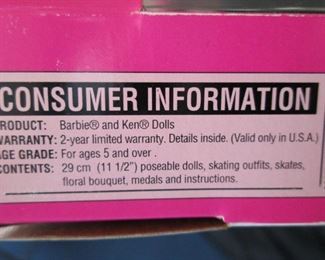 CONSUMER INFORMATION
PRODUCT: Barbie® and Ken® Dolls
WARRANTY: 2-year limited warranty. Details inside. (Valid only in U.S.A.)
AGE GRADE: For ages 5 and over.
CONTENTS: 29 cm (11 1/2") poseable dolls, skating outfits, skates,
floral bouquet, medals and instructions.